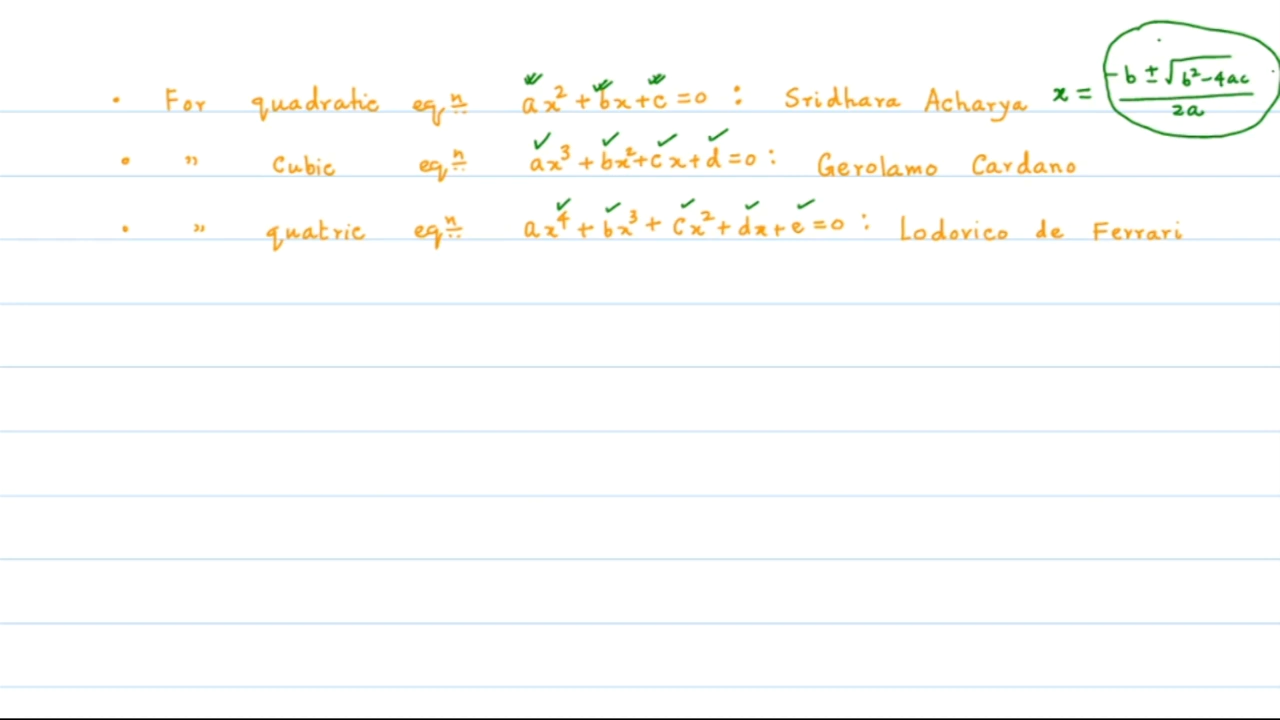 • For quadratic eqⁿ ax² + bx + c = 0 : Sridhara Acharya x = (-b ± √(b²-4ac))/2a
• " Cubic eqⁿ ax³ + bx² + cx + d = 0 : Gerolamo Cardano
• " quatric eqⁿ ax⁴ + bx³ + cx² + dx + e = 0 : Lodovico de Ferrari